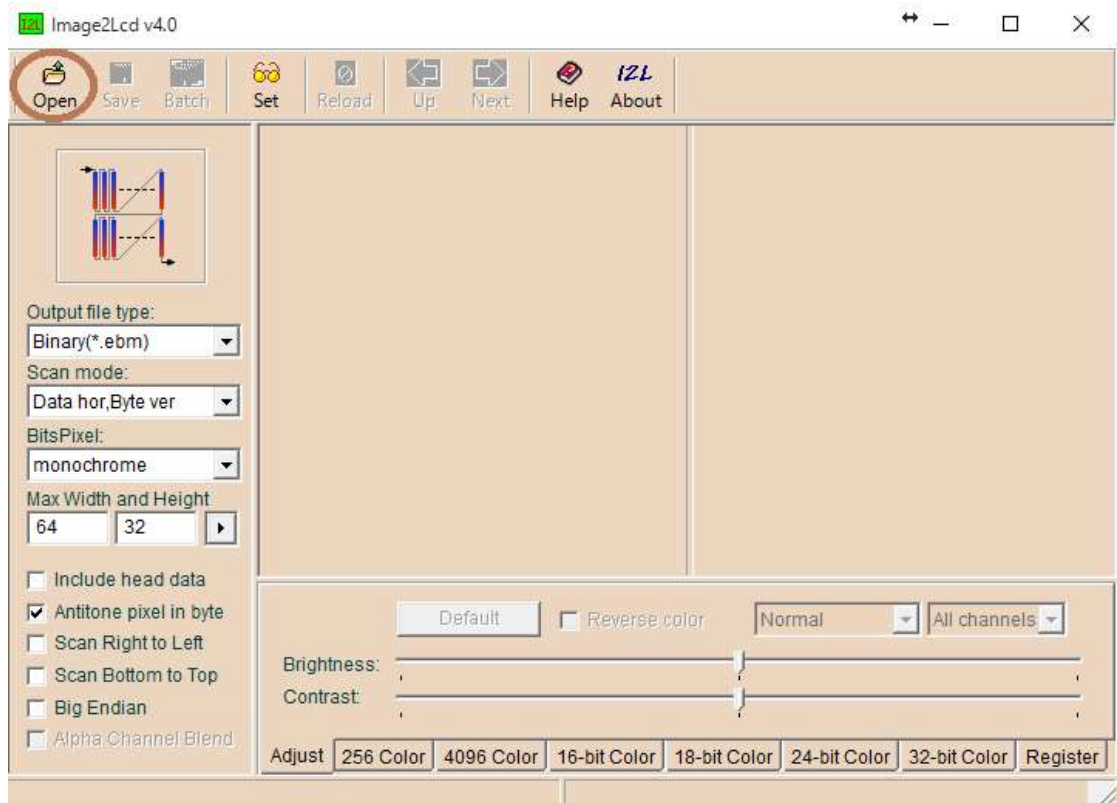 I2L Image2Lcd v4.0
Open Save Batch Set Reload Up Next Help About
I2L
Output file type:
Binary(*.ebm)
Scan mode:
Data hor,Byte ver
BitsPixel:
monochrome
Max Width and Height
64 32
Include head data
Antitone pixel in byte
Scan Right to Left
Scan Bottom to Top
Big Endian
Alpha Channel Blend
Default Reverse color Normal All channels
Brightness:
Contrast:
Adjust 256 Color 4096 Color 16-bit Color 18-bit Color 24-bit Color 32-bit Color Register